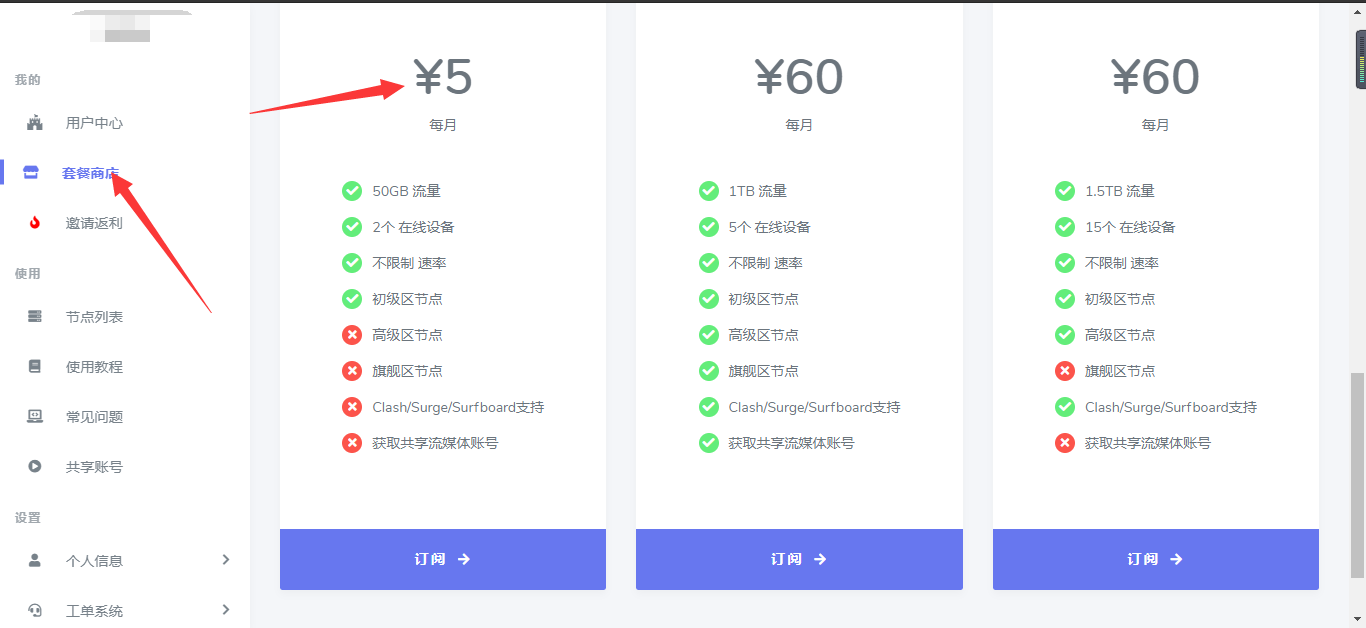 我的
用户中心
套餐商店
邀请返利
使用
节点列表
使用教程
常见问题
共享账号
设置
个人信息
工单系统
¥5
每月
50GB 流量
2个 在线设备
不限制 速率
初级区节点
高级区节点
旗舰区节点
Clash/Surge/Surfboard支持
获取共享流媒体账号
订阅
¥60
每月
1TB 流量
5个 在线设备
不限制 速率
初级区节点
高级区节点
旗舰区节点
Clash/Surge/Surfboard支持
获取共享流媒体账号
订阅
¥60
每月
1.5TB 流量
15个 在线设备
不限制 速率
初级区节点
高级区节点
旗舰区节点
Clash/Surge/Surfboard支持
获取共享流媒体账号
订阅